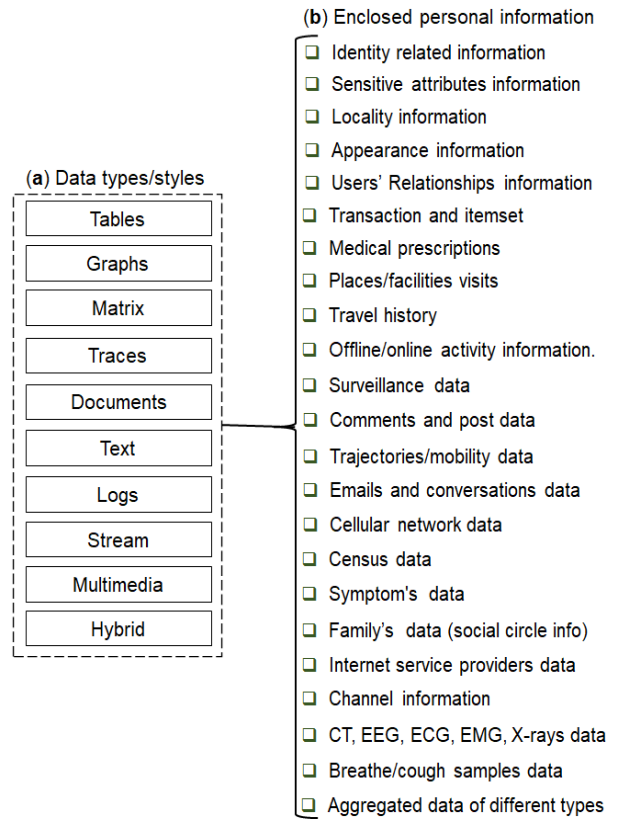 (a) Data types/styles
Tables
Graphs
Matrix
Traces
Documents
Text
Logs
Stream
Multimedia
Hybrid
(b) Enclosed personal information
Identity related information
Sensitive attributes information
Locality information
Appearance information
Users' Relationships information
Transaction and itemset
Medical prescriptions
Places/facilities visits
Travel history
Offline/online activity information.
Surveillance data
Comments and post data
Trajectories/mobility data
Emails and conversations data
Cellular network data
Census data
Symptom's data
Family's data (social circle info)
Internet service providers data
Channel information
CT, EEG, ECG, EMG, X-rays data
Breathe/cough samples data
Aggregated data of different types